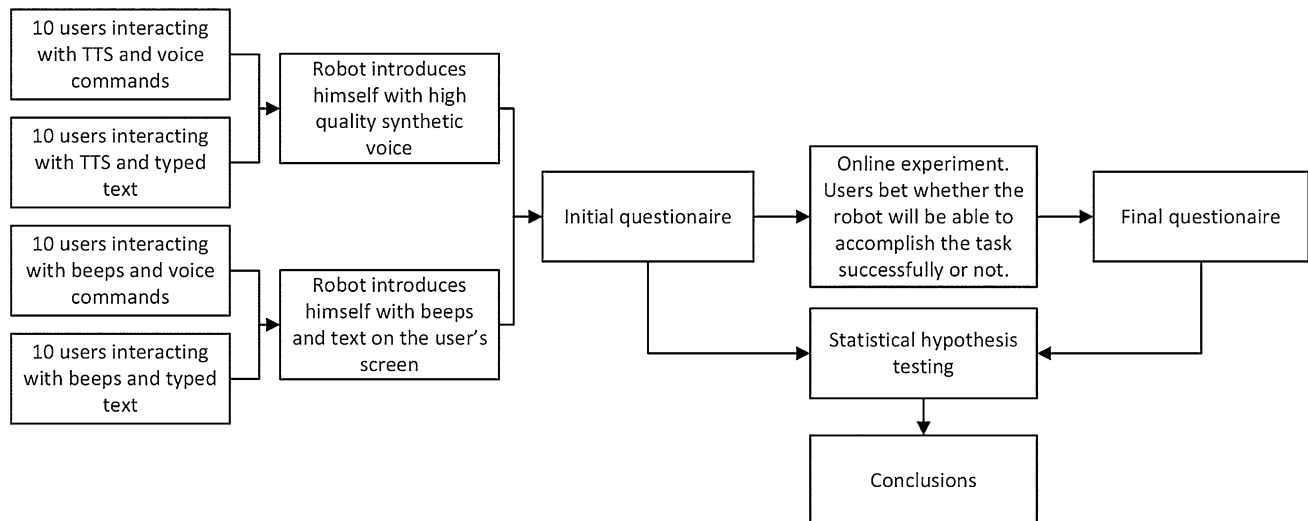 10 users interacting
with TTS and voice
commands
10 users interacting
with TTS and typed
text
10 users interacting
with beeps and voice
commands
10 users interacting
with beeps and typed
text
Robot introduces
himself with high
quality synthetic
voice
Robot introduces
himself with beeps
and text on the user’s
screen
Initial questionaire
Online experiment.
Users bet whether the
robot will be able to
accomplish the task
successfully or not.
Final questionaire
Statistical hypothesis
testing
Conclusions